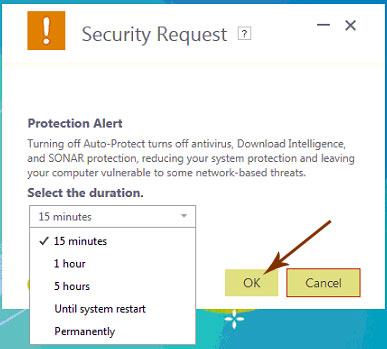 Security Request ?
Protection Alert
Turning off Auto-Protect turns off antivirus, Download Intelligence,
and SONAR protection, reducing your system protection and leaving
your computer vulnerable to some network-based threats.
Select the duration.
15 minutes
15 minutes
1 hour
5 hours
Until system restart
Permanently
OK
Cancel